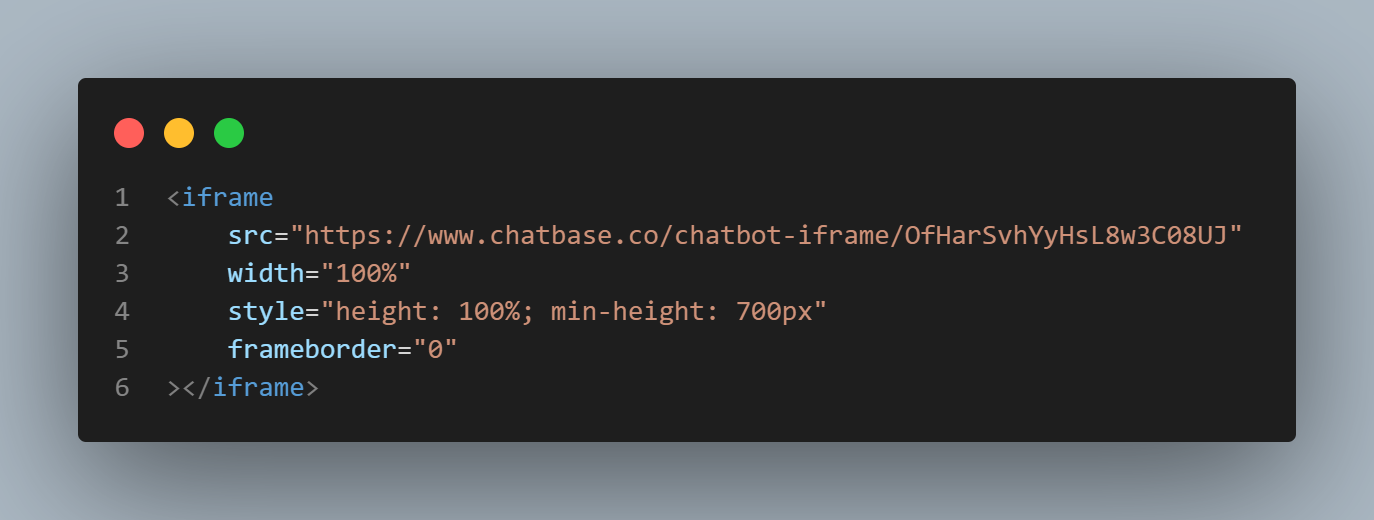 1 <iframe
2 src="https://www.chatbase.co/chatbot-iframe/OfHarSvhYyHsL8w3C08UJ"
3 width="100%"
4 style="height: 100%; min-height: 700px"
5 frameborder="0"
6 ></iframe>